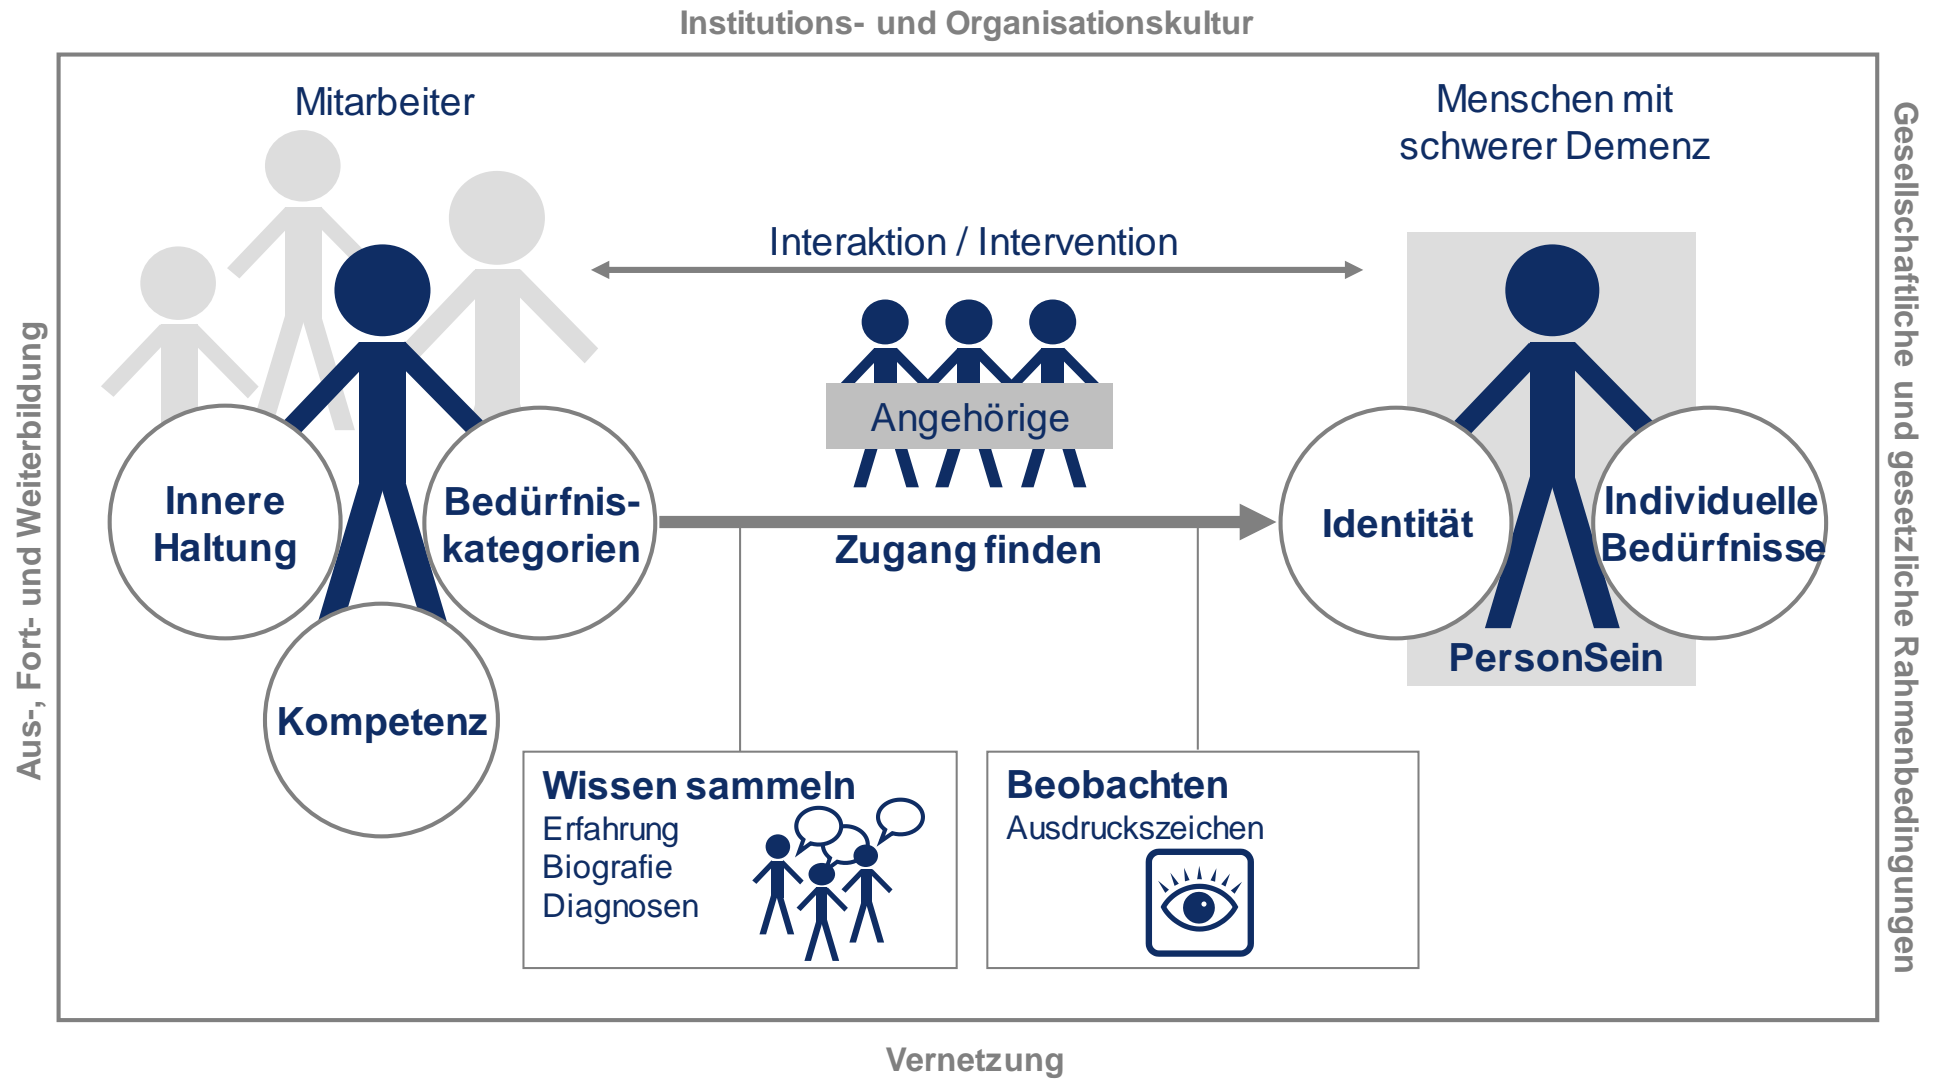 Institutions- und Organisationskultur
Mitarbeiter
Menschen mit
schwerer Demenz
Interaktion / Intervention
Angehörige
Innere
Haltung
Bedürfnis-
kategorien
Kompetenz
Zugang finden
Identität
Individuelle
Bedürfnisse
PersonSein
Wissen sammeln
Erfahrung
Biografie
Diagnosen
Beobachten
Ausdruckszeichen
Aus-, Fort- und Weiterbildung
Gesellschaftliche und gesetzliche Rahmenbedingungen
Vernetzung